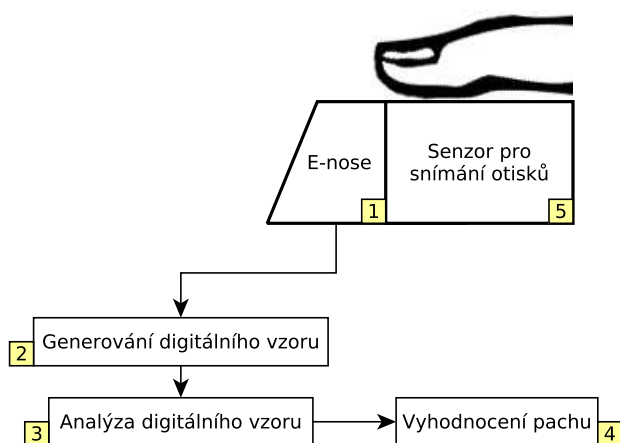 E-nose
1
Senzor pro
snímání otisků
5
Generování digitálního vzoru
2
Analýza digitálního vzoru
3
Vyhodnocení pachu
4